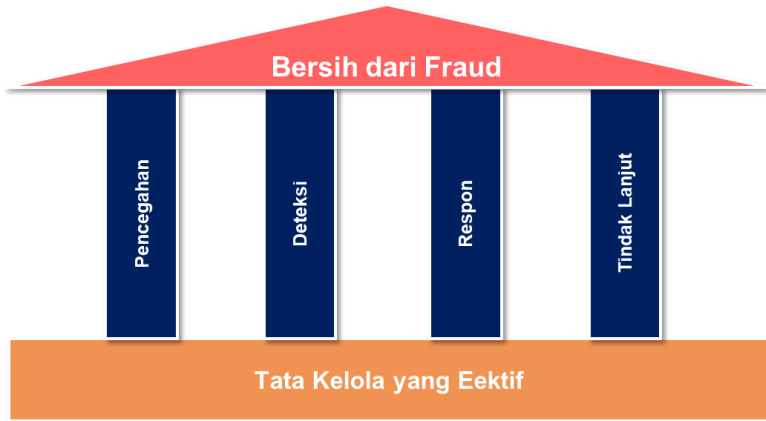 Bersih dari Fraud
Pencegahan
Deteksi
Respon
Tindak Lanjut
Tata Kelola yang Eektif